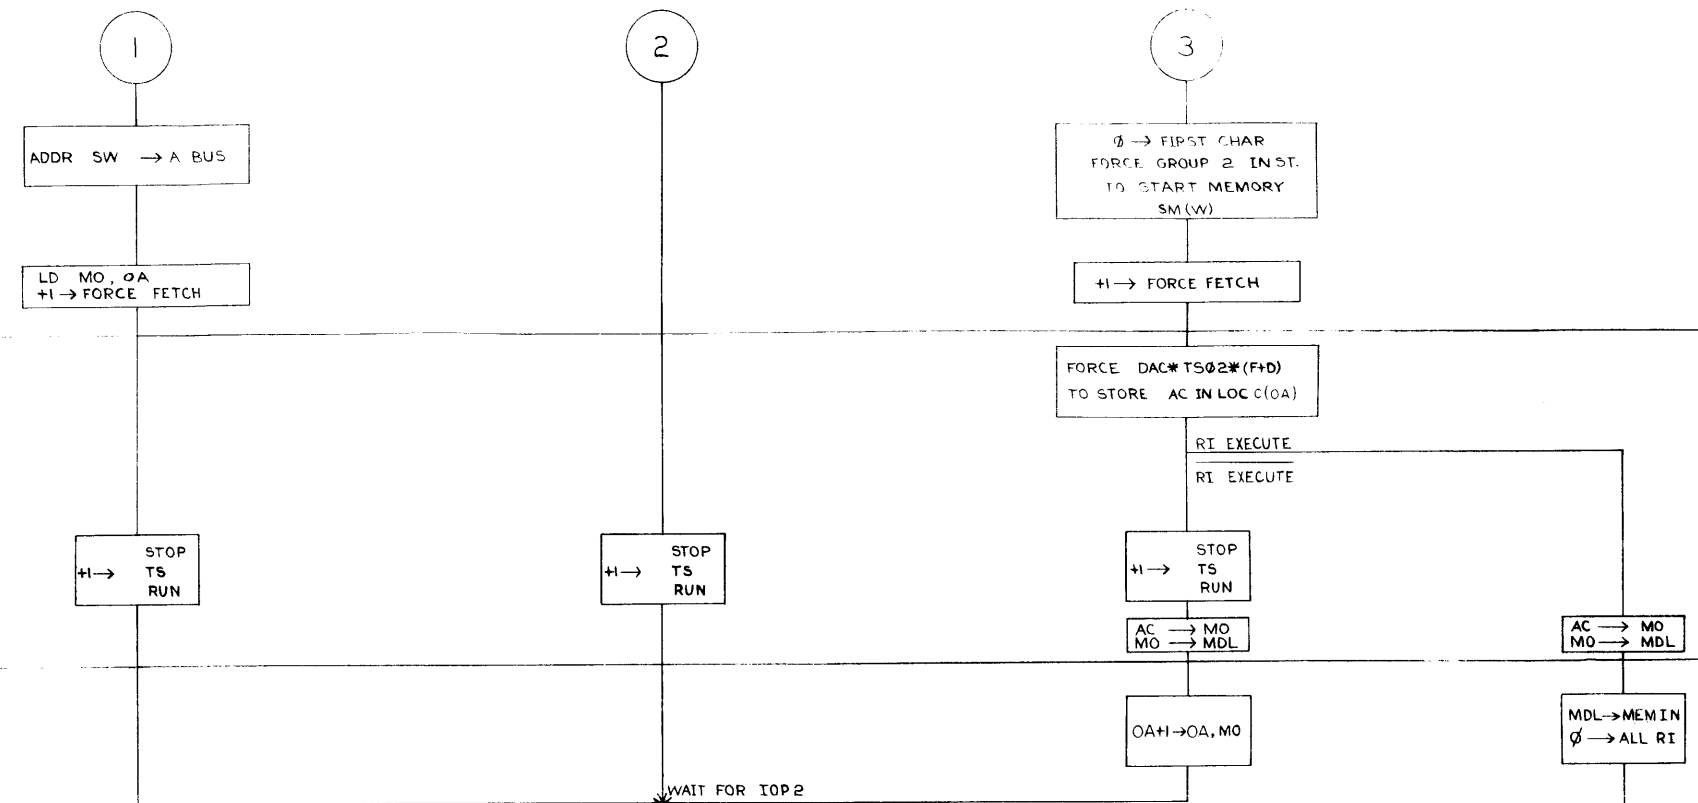 1
2
3
ADDR SW → A BUS
Ø → FIRST CHAR
FORCE GROUP 2 INST.
TO START MEMORY
SM(W)
LD MO, OA
+1 → FORCE FETCH
+1 → FORCE FETCH
FORCE DAC*TSØ2*(F+D)
TO STORE AC IN LOC C(OA)
RI EXECUTE
RI EXECUTE
STOP
+1 → TS
RUN
STOP
+1 → TS
RUN
STOP
+1 → TS
RUN
AC → MO
MO → MDL
AC → MO
MO → MDL
OA+1→OA, MO
MDL→MEM IN
Ø → ALL RI
WAIT FOR IOP2